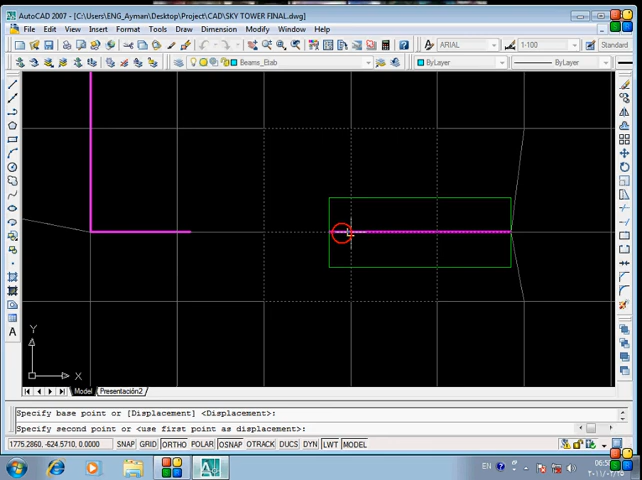 AutoCAD 2007 - [C:\Users\ENG_Ayman\Desktop\Project\CAD\SKY TOWER FINAL.dwg]
File Edit View Insert Format Tools Draw Dimension Modify Window Help
ARIAL 1-100 Standard
Beams_Etab ByLayer ByLayer
Y
X
Model Presentación2
Specify base point or [Displacement] <Displacement>:
Specify second point or <use first point as displacement>:
1775.2860, -624.5710, 0.0000 SNAP GRID ORTHO POLAR OSNAP OTRACK DUCS DYN LWT MODEL
EN